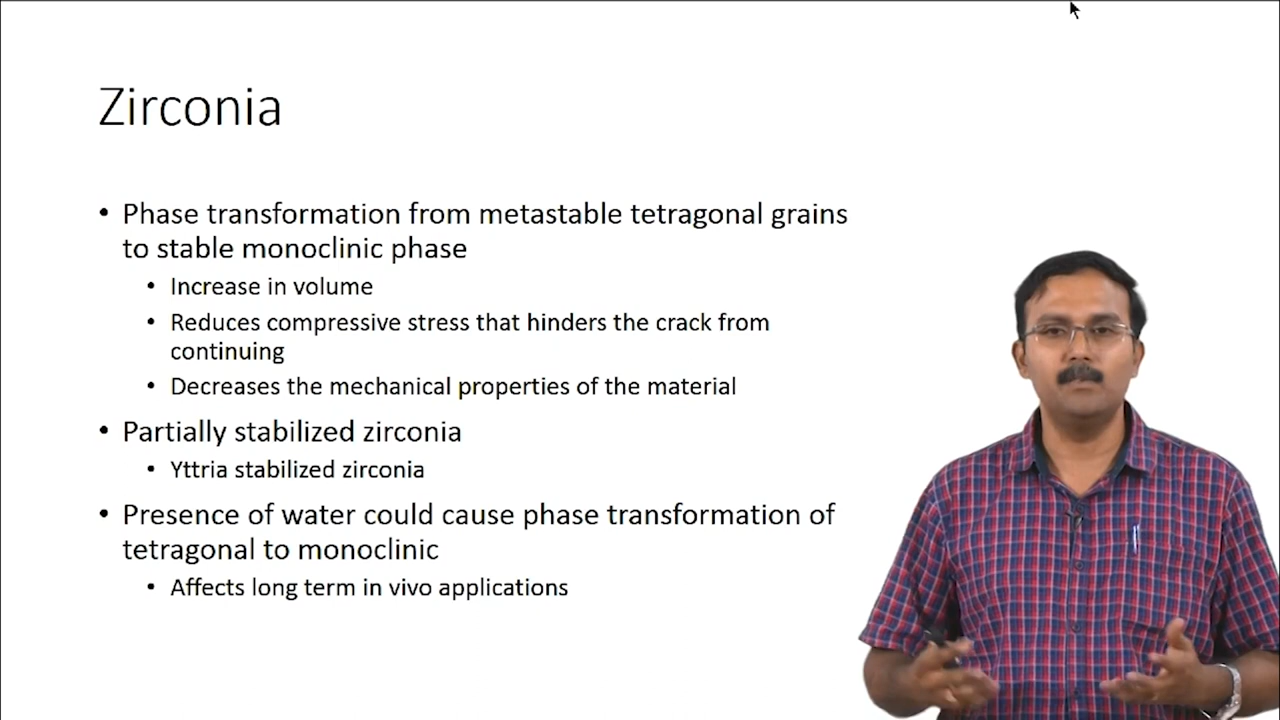 Zirconia
• Phase transformation from metastable tetragonal grains
to stable monoclinic phase
• Increase in volume
• Reduces compressive stress that hinders the crack from
continuing
• Decreases the mechanical properties of the material
• Partially stabilized zirconia
• Yttria stabilized zirconia
• Presence of water could cause phase transformation of
tetragonal to monoclinic
• Affects long term in vivo applications